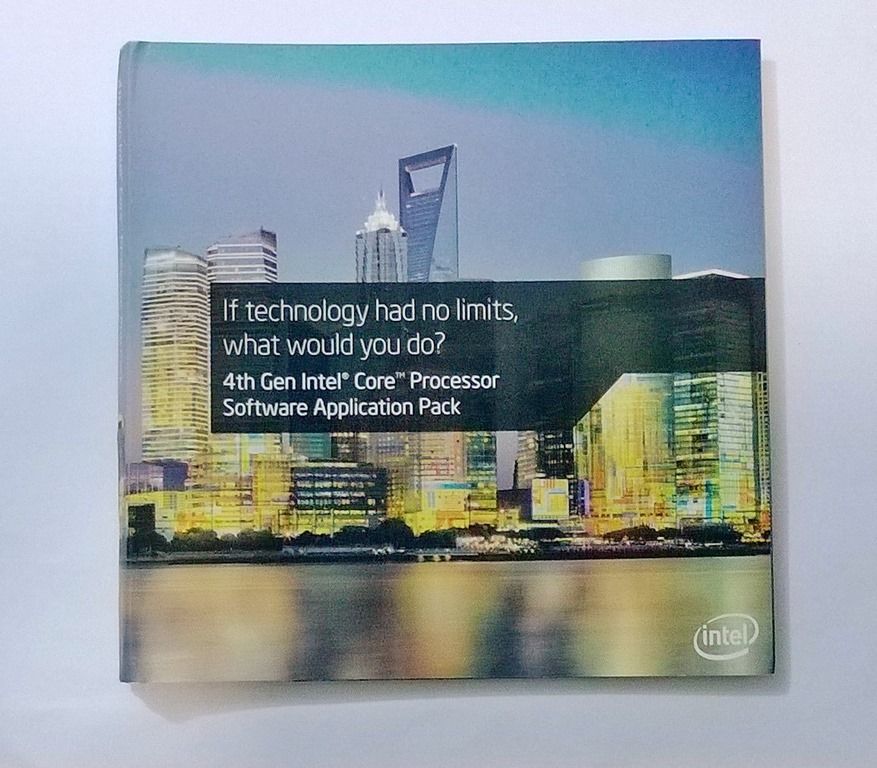 If technology had no limits,
what would you do?
4th Gen Intel® Core™ Processor
Software Application Pack
intel